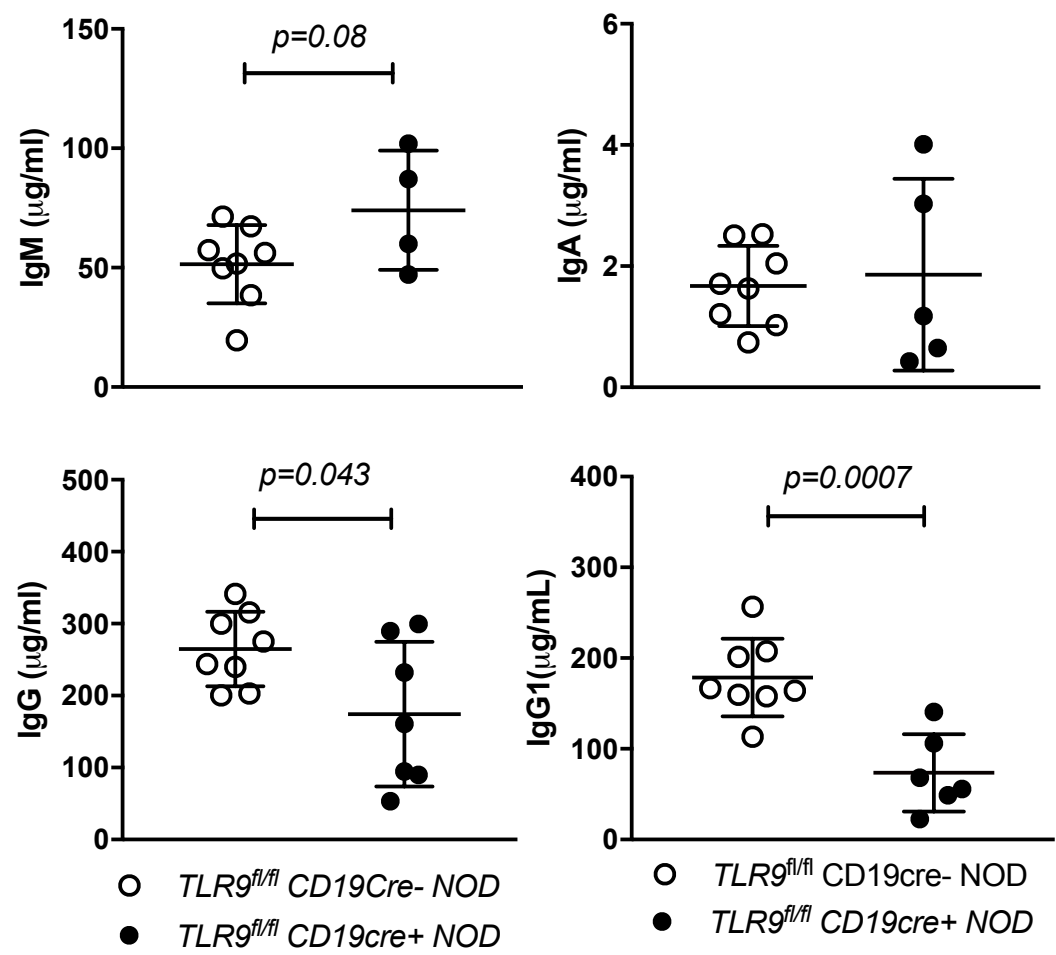 150
100
50
0
IgM (μg/ml)
p=0.08
6
4
2
0
IgA (μg/ml)
500
400
300
200
100
0
IgG (μg/ml)
p=0.043
400
300
200
100
0
IgG1(μg/mL)
p=0.0007
TLR9fl/fl CD19Cre- NOD
TLR9fl/fl CD19cre+ NOD
TLR9fl/fl CD19cre- NOD
TLR9fl/fl CD19cre+ NOD